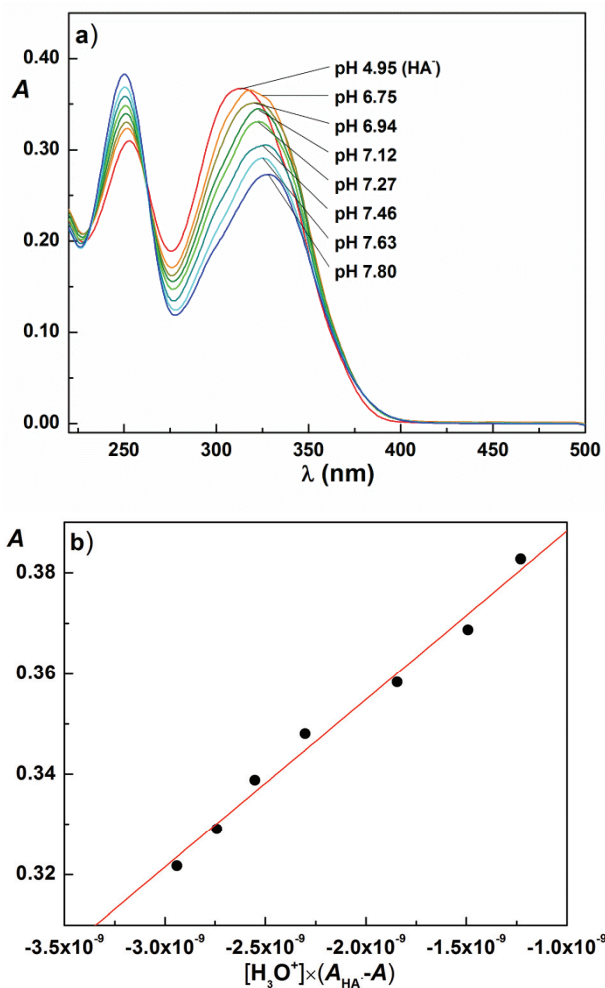 a)
A
0.40
0.30
0.20
0.10
0.00
pH 4.95 (HA⁻)
pH 6.75
pH 6.94
pH 7.12
pH 7.27
pH 7.46
pH 7.63
pH 7.80
250 300 350 400 450 500
λ (nm)
A
b)
0.38
0.36
0.34
0.32
-3.5x10⁻⁹ -3.0x10⁻⁹ -2.5x10⁻⁹ -2.0x10⁻⁹ -1.5x10⁻⁹ -1.0x10⁻⁹
[H₃O⁺]×(A_HA⁻-A)